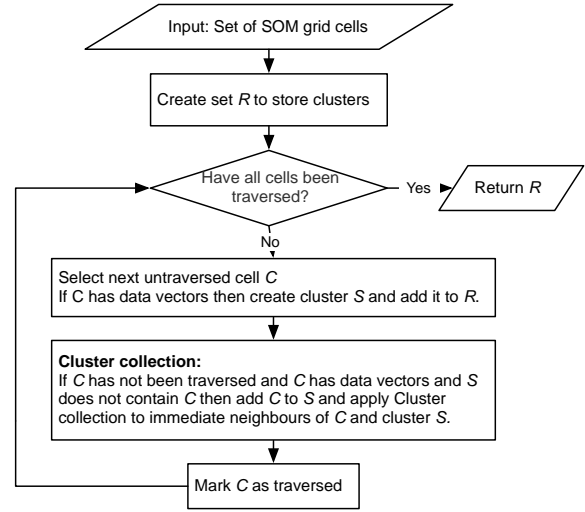 Input: Set of SOM grid cells
Create set R to store clusters
Have all cells been
traversed?
Yes
Return R
No
Select next untraversed cell C
If C has data vectors then create cluster S and add it to R.
Cluster collection:
If C has not been traversed and C has data vectors and S
does not contain C then add C to S and apply Cluster
collection to immediate neighbours of C and cluster S.
Mark C as traversed